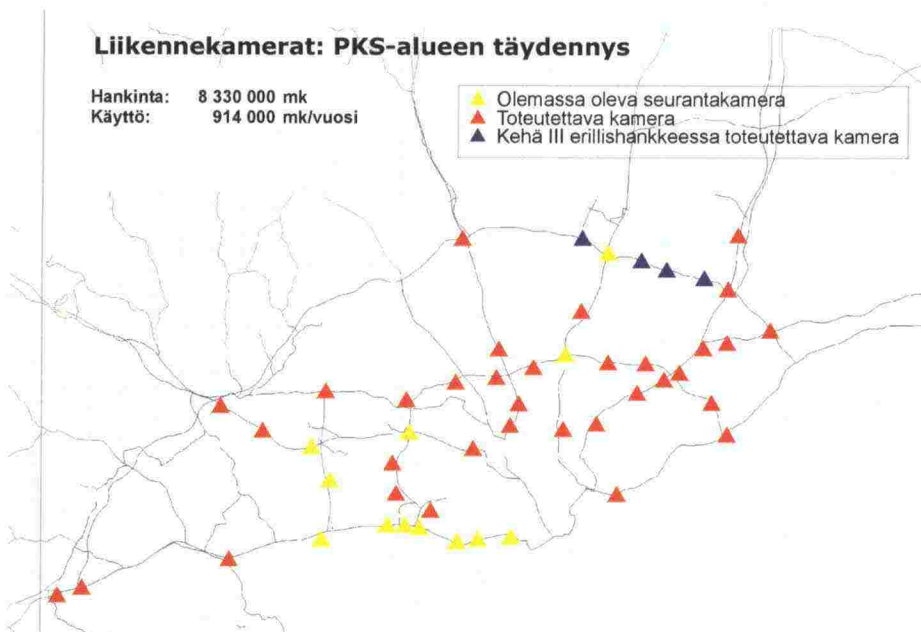 Liikennekamerat: PKS-alueen täydennys
Hankinta: 8 330 000 mk
Käyttö: 914 000 mk/vuosi
Olemassa oleva seurantakamera
Toteutettava kamera
Kehä III erillishankkeessa toteutettava kamera